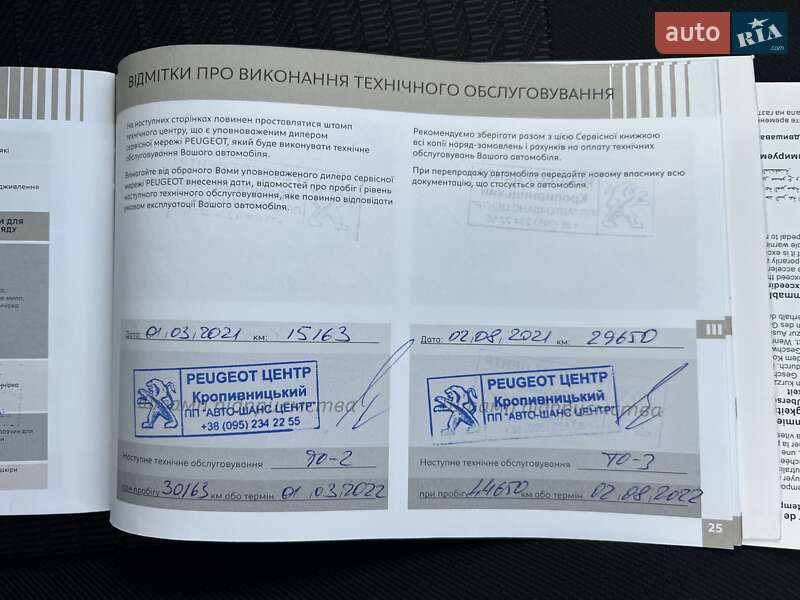 auto RIA.com
ВІДМІТКИ ПРО ВИКОНАННЯ ТЕХНІЧНОГО ОБСЛУГОВУВАННЯ
На наступних сторінках повинен проставлятися штамп
технічного центру, що є уповноваженим дилером
сервісної мережі PEUGEOT, який буде виконувати технічне
обслуговування Вашого автомобіля.
Вимагайте від обраного Вами уповноваженого дилера сервісної
мережі PEUGEOT внесення дати, відомостей про пробіг і рівень
наступного технічного обслуговування, яке повинно відповідати
умовам експлуатації Вашого автомобіля.
Рекомендуємо зберігати разом з цією Сервісної книжкою
всі копії наряд-замовлень і рахунків на оплату технічних
обслуговувань Вашого автомобіля.
При перепродажу автомобіля передайте новому власнику всю
документацію, що стосується автомобіля.
Дата: 01.03.2021 км: 15163
PEUGEOT ЦЕНТР
Кропивницький
ПП "АВТО-ШАНС ЦЕНТР"
+38 (095) 234 22 55
Наступне технічне обслуговування ТО-2
при пробігу 30163 км або термін 01.03.2022
Дата: 02.08.2021 км: 29650
PEUGEOT ЦЕНТР
Кропивницький
ПП "АВТО-ШАНС ЦЕНТР"
Наступне технічне обслуговування ТО-3
при пробігу 44650 км або термін 02.08.2022
25